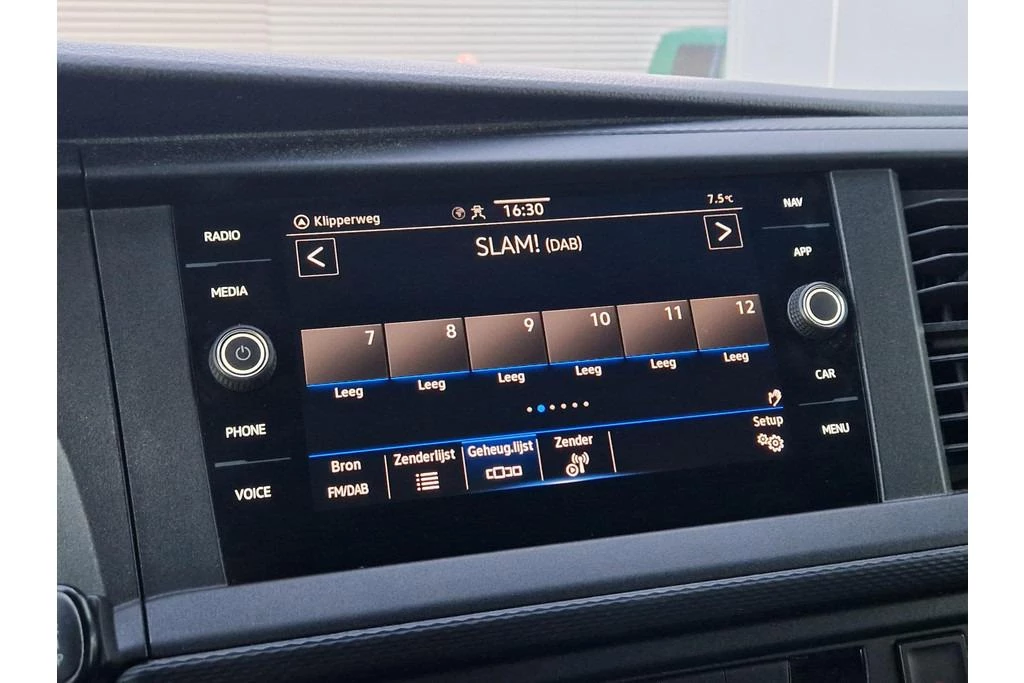 RADIO
MEDIA
PHONE
VOICE
Klipperweg
16:30
7.5°C
SLAM! (DAB)
<
>
7 8 9 10 11 12
Leeg Leeg Leeg Leeg Leeg Leeg
Bron
FM/DAB
Zenderlijst
Geheug.lijst
Zender
Setup
NAV
APP
CAR
MENU